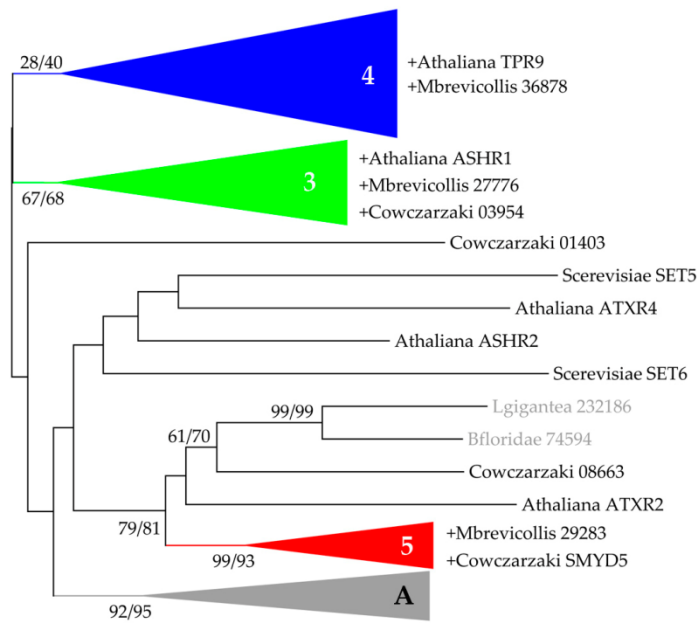 28/40
4
+Athaliana TPR9
+Mbrevicollis 36878
+Athaliana ASHR1
3
+Mbrevicollis 27776
67/68
+Cowczarzaki 03954
Cowczarzaki 01403
Scerevisiae SET5
Athaliana ATXR4
Athaliana ASHR2
Scerevisiae SET6
99/99
Lgigantea 232186
61/70
Bfloridae 74594
Cowczarzaki 08663
Athaliana ATXR2
79/81
+Mbrevicollis 29283
5
99/93
+Cowczarzaki SMYD5
A
92/95